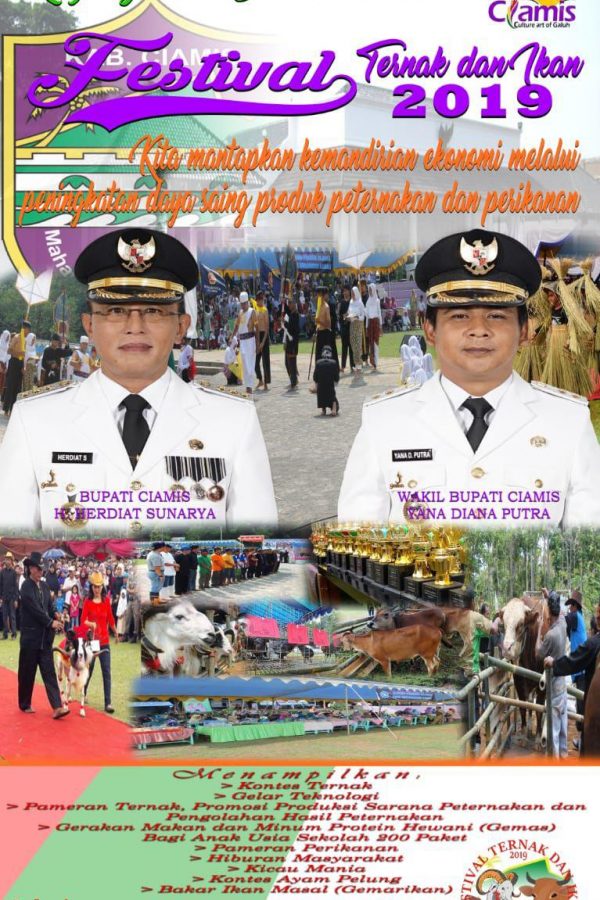 Ciamis
Culture art of Galuh
KAB. CIAMIS
Festival
Ternak dan Ikan
2019
Kita mantapkan kemandirian ekonomi melalui
peningkatan daya saing produk peternakan dan perikanan
Maha
HERDIAT S
YANA D. PUTRA
BUPATI CIAMIS
H. HERDIAT SUNARYA
WAKIL BUPATI CIAMIS
YANA DIANA PUTRA
Menampilkan,
> Kontes Ternak
> Gelar Teknologi
> Pameran Ternak, Promosi Produksi Sarana Peternakan dan
Pengolahan Hasil Peternakan
> Gerakan Makan dan Minum Protein Hewani (Gemas)
Bagi Anak Usia Sekolah 200 Paket
> Pameran Perikanan
> Hiburan Masyarakat
> Kicau Mania
> Kontes Ayam Pelung
> Bakar Ikan Masal (Gemarikan)
FESTIVAL TERNAK DAN IK
2019